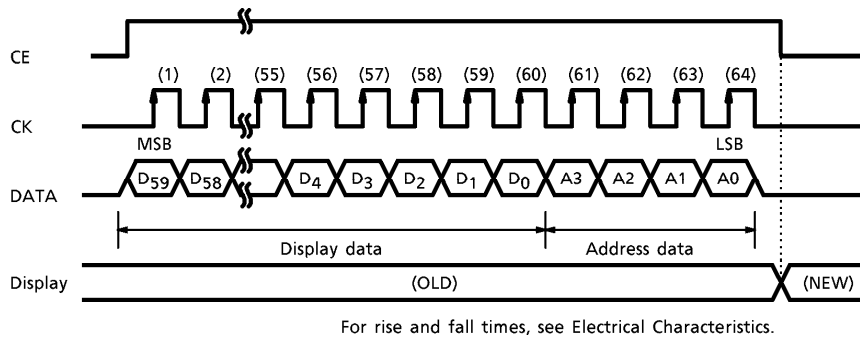 CE
(1) (2) (55) (56) (57) (58) (59) (60) (61) (62) (63) (64)
CK
MSB LSB
DATA D59 D58 D4 D3 D2 D1 D0 A3 A2 A1 A0
Display data Address data
Display (OLD) (NEW)
For rise and fall times, see Electrical Characteristics.